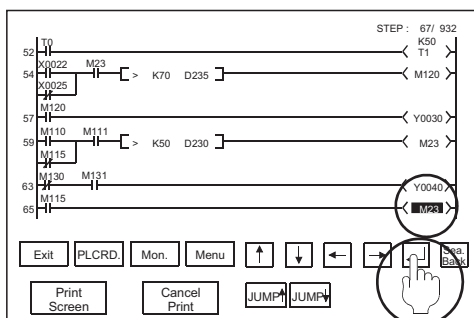 STEP : 67/ 932
T0 K50
52 T1
X0022 M23
54 > K70 D235 M120
X0025
M120
57 Y0030
M110 M111
59 > K50 D230 M23
M115
M130 M131
63 Y0040
M115
65 M23
Exit PLCRD. Mon. Menu Sea. Back
Print Screen Cancel Print JUMP JUMP